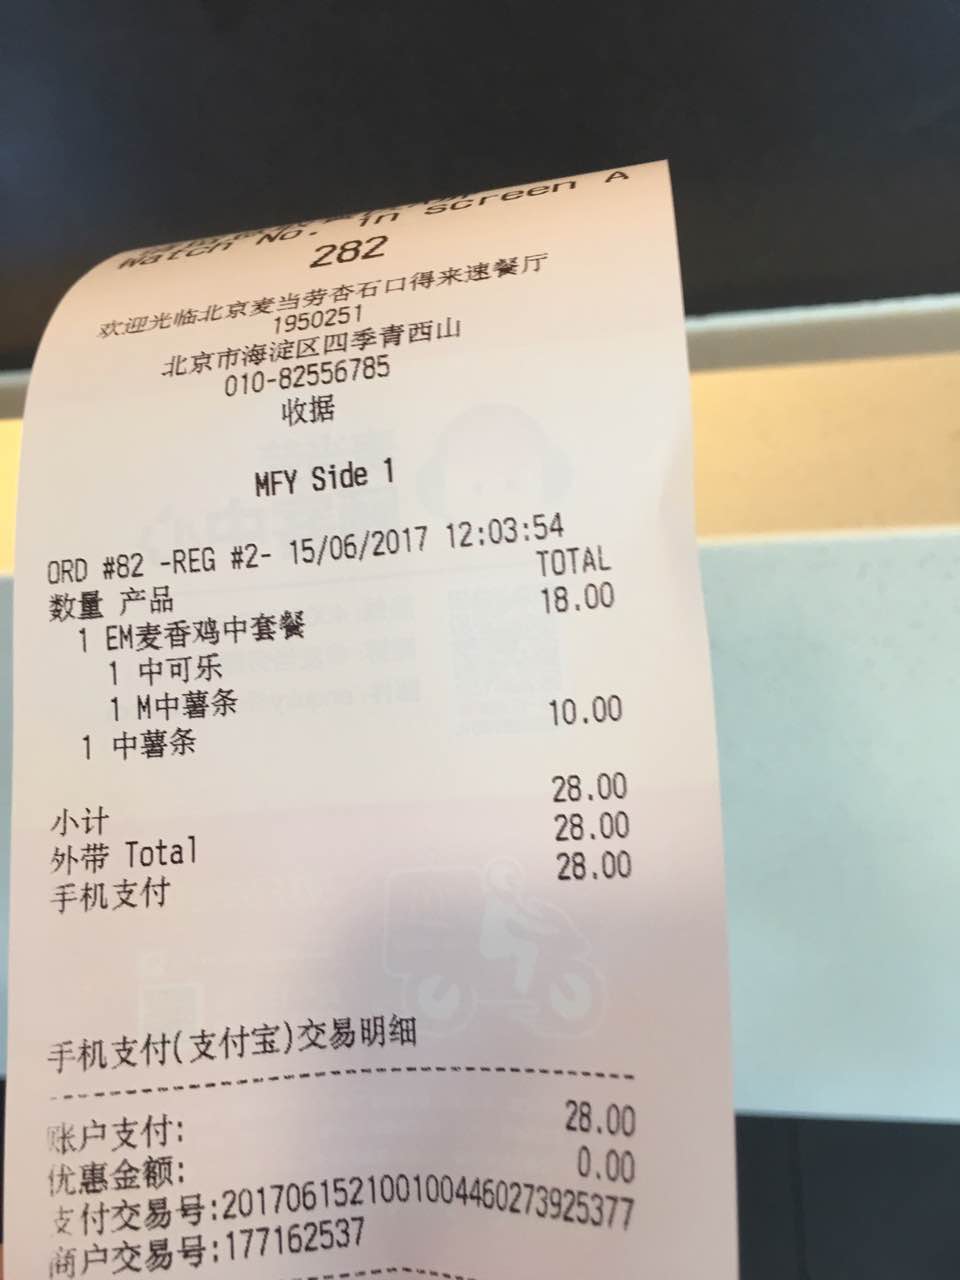 Watch No. in screen A
282
欢迎光临北京麦当劳杏石口得来速餐厅
1950251
北京市海淀区四季青西山
010-82556785
收据
MFY Side 1
ORD #82 -REG #2- 15/06/2017 12:03:54
数量 产品 TOTAL
1 EM麦香鸡中套餐 18.00
1 中可乐
1 M中薯条
1 中薯条 10.00
小计 28.00
外带 Total 28.00
手机支付 28.00
手机支付(支付宝)交易明细
账户支付: 28.00
优惠金额: 0.00
支付交易号:2017061521001004460273925377
商户交易号:177162537